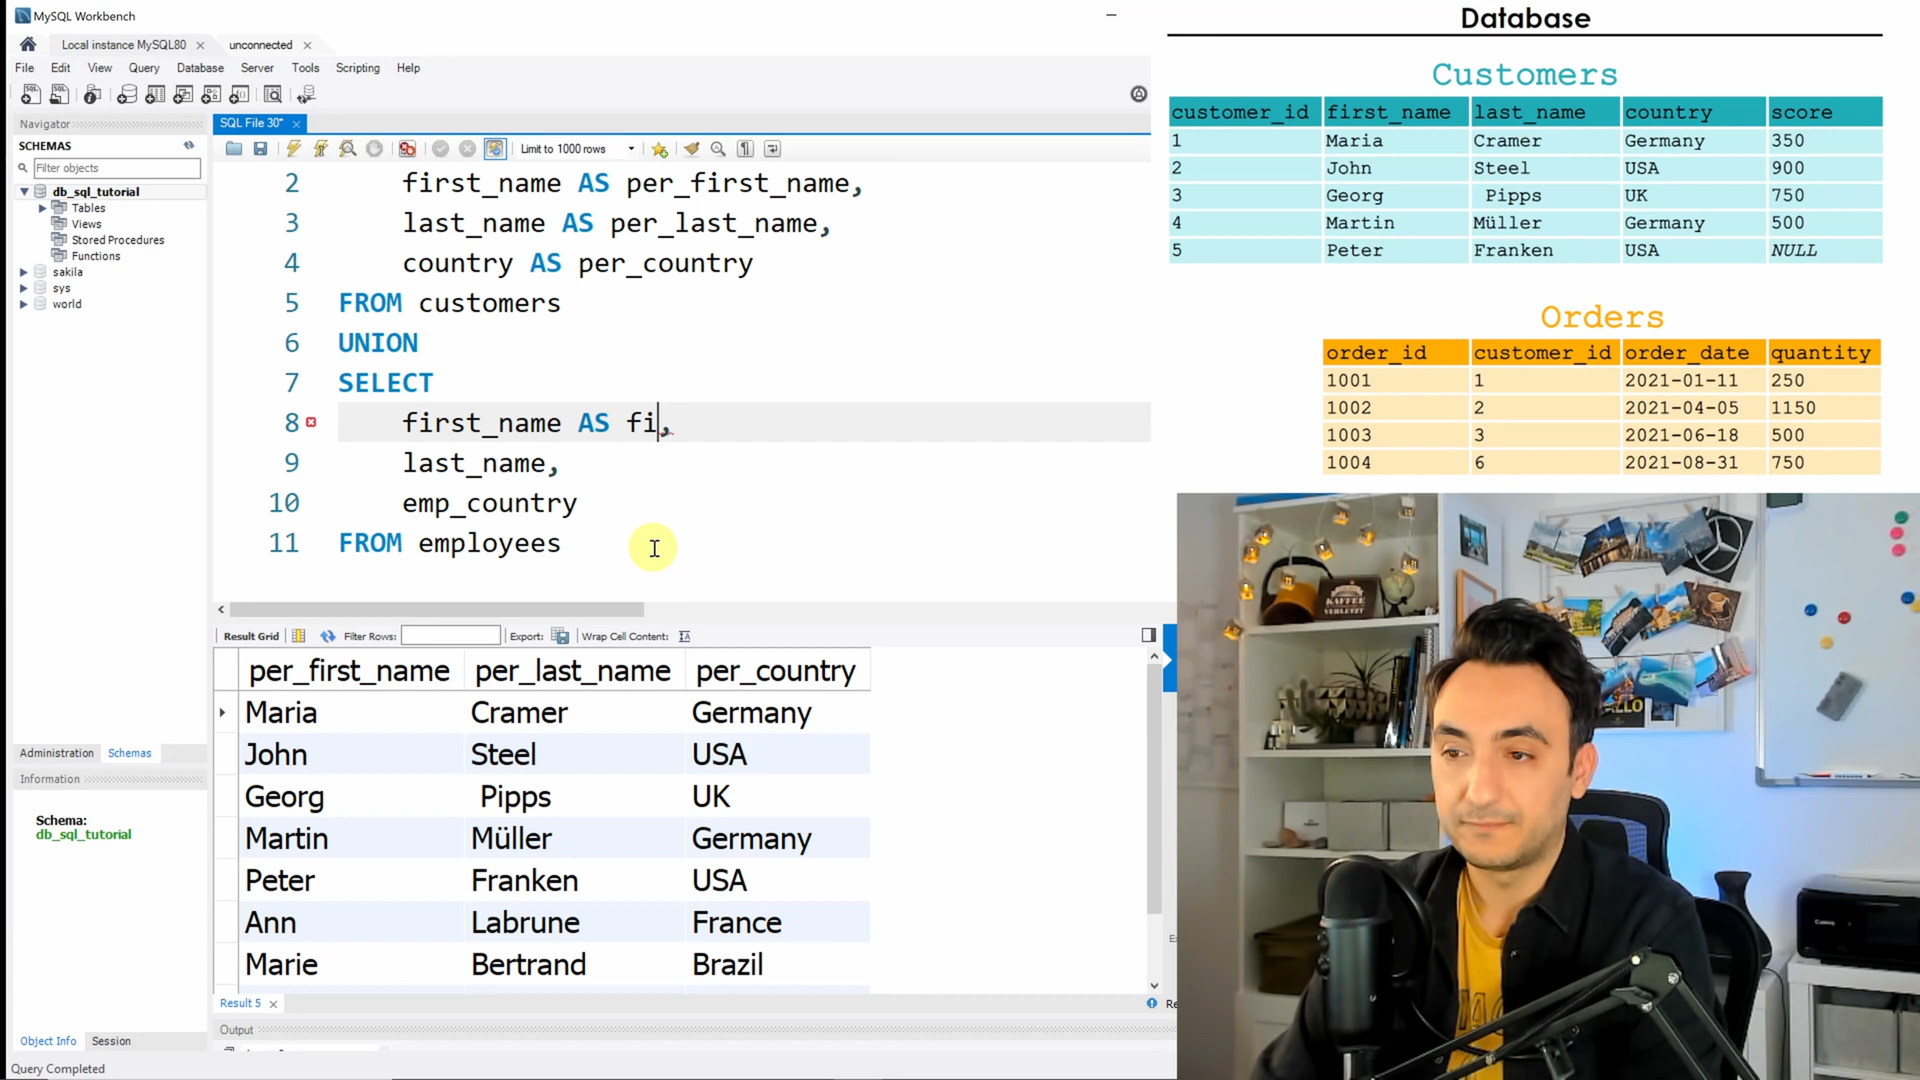 MySQL Workbench
Local instance MySQL80
unconnected
File Edit View Query Database Server Tools Scripting Help
Navigator
SCHEMAS
Filter objects
db_sql_tutorial
Tables
Views
Stored Procedures
Functions
sakila
sys
world
Administration Schemas
Information
Schema:
db_sql_tutorial
Object Info Session
Query Completed
SQL File 30*
Limit to 1000 rows
2 first_name AS per_first_name,
3 last_name AS per_last_name,
4 country AS per_country
5 FROM customers
6 UNION
7 SELECT
8 first_name AS fi,
9 last_name,
10 emp_country
11 FROM employees
Result Grid Filter Rows: Export: Wrap Cell Content:
per_first_name per_last_name per_country
Maria Cramer Germany
John Steel USA
Georg Pipps UK
Martin Müller Germany
Peter Franken USA
Ann Labrune France
Marie Bertrand Brazil
Result 5
Re
Output
Database
Customers
customer_id first_name last_name country score
1 Maria Cramer Germany 350
2 John Steel USA 900
3 Georg Pipps UK 750
4 Martin Müller Germany 500
5 Peter Franken USA NULL
Orders
order_id customer_id order_date quantity
1001 1 2021-01-11 250
1002 2 2021-04-05 1150
1003 3 2021-06-18 500
1004 6 2021-08-31 750
KAFFEE
VERLETZT
Canon